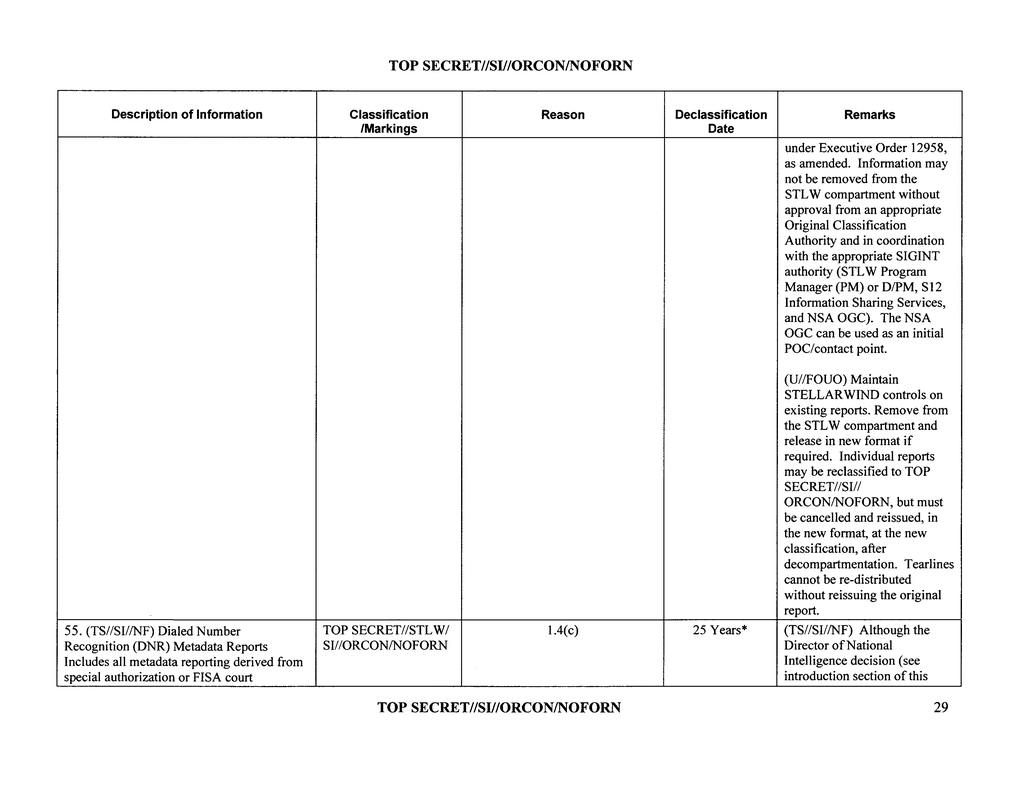 TOP SECRET//SI//ORCON/NOFORN
Description of Information
Classification
/Markings
Reason
Declassification
Date
Remarks
under Executive Order 12958,
as amended. Information may
not be removed from the
STLW compartment without
approval from an appropriate
Original Classification
Authority and in coordination
with the appropriate SIGINT
authority (STLW Program
Manager (PM) or D/PM, S12
Information Sharing Services,
and NSA OGC). The NSA
OGC can be used as an initial
POC/contact point.
(U//FOUO) Maintain
STELLARWIND controls on
existing reports. Remove from
the STLW compartment and
release in new format if
required. Individual reports
may be reclassified to TOP
SECRET//SI//
ORCON/NOFORN, but must
be cancelled and reissued, in
the new format, at the new
classification, after
decompartmentation. Tearlines
cannot be re-distributed
without reissuing the original
report.
55. (TS//SI//NF) Dialed Number
Recognition (DNR) Metadata Reports
Includes all metadata reporting derived from
special authorization or FISA court
TOP SECRET//STLW/
SI//ORCON/NOFORN
1.4(c)
25 Years*
(TS//SI//NF) Although the
Director of National
Intelligence decision (see
introduction section of this
TOP SECRET//SI//ORCON/NOFORN
29